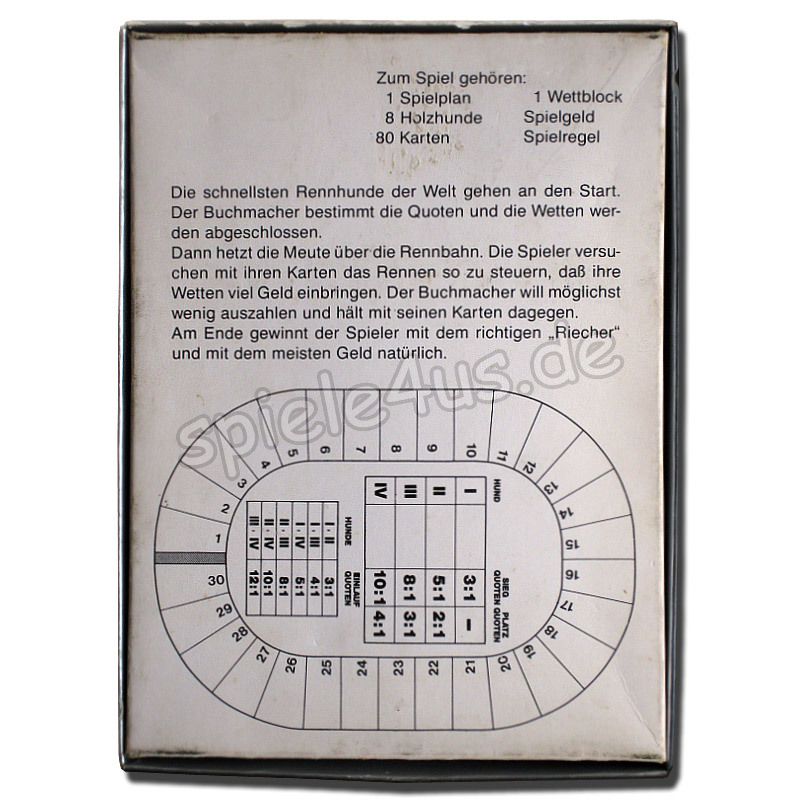 Zum Spiel gehören:
1 Spielplan 1 Wettblock
8 Holzhunde Spielgeld
80 Karten Spielregel
Die schnellsten Rennhunde der Welt gehen an den Start.
Der Buchmacher bestimmt die Quoten und die Wetten wer-
den abgeschlossen.
Dann hetzt die Meute über die Rennbahn. Die Spieler versu-
chen mit ihren Karten das Rennen so zu steuern, daß ihre
Wetten viel Geld einbringen. Der Buchmacher will möglichst
wenig auszahlen und hält mit seinen Karten dagegen.
Am Ende gewinnt der Spieler mit dem richtigen „Riecher“
und mit dem meisten Geld natürlich.
spiele4us.de
1
2
3
4
5
6
7
8
9
10
11
12
13
14
15
16
17
18
19
20
21
22
23
24
25
26
27
28
29
30
HUND SIEG QUOTEN PLATZ QUOTEN
I 3:1 –
II 5:1 2:1
III 8:1 3:1
IV 10:1 4:1
HUNDE EINLAUF QUOTEN
I - II 3:1
I - III 4:1
I - IV 5:1
II - III 8:1
II - IV 10:1
III - IV 12:1